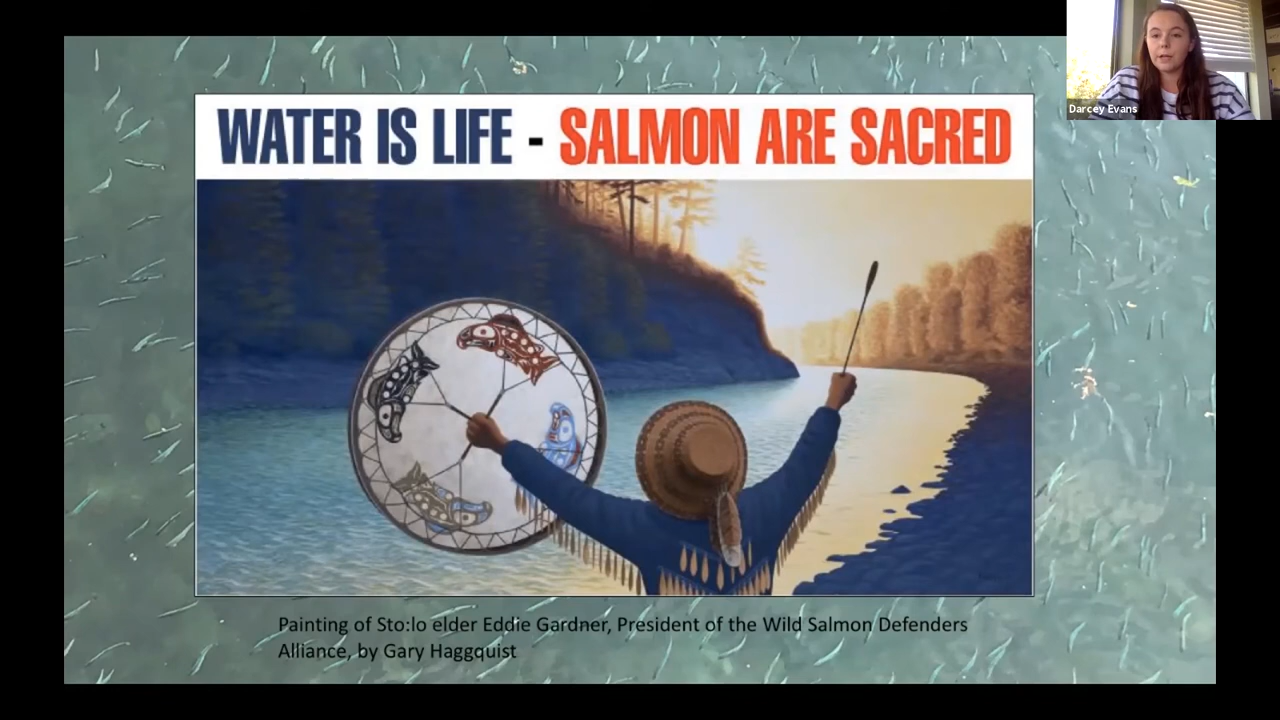 WATER IS LIFE - SALMON ARE SACRED
Darcey Evans
Painting of Sto:lo elder Eddie Gardner, President of the Wild Salmon Defenders
Alliance, by Gary Haggquist